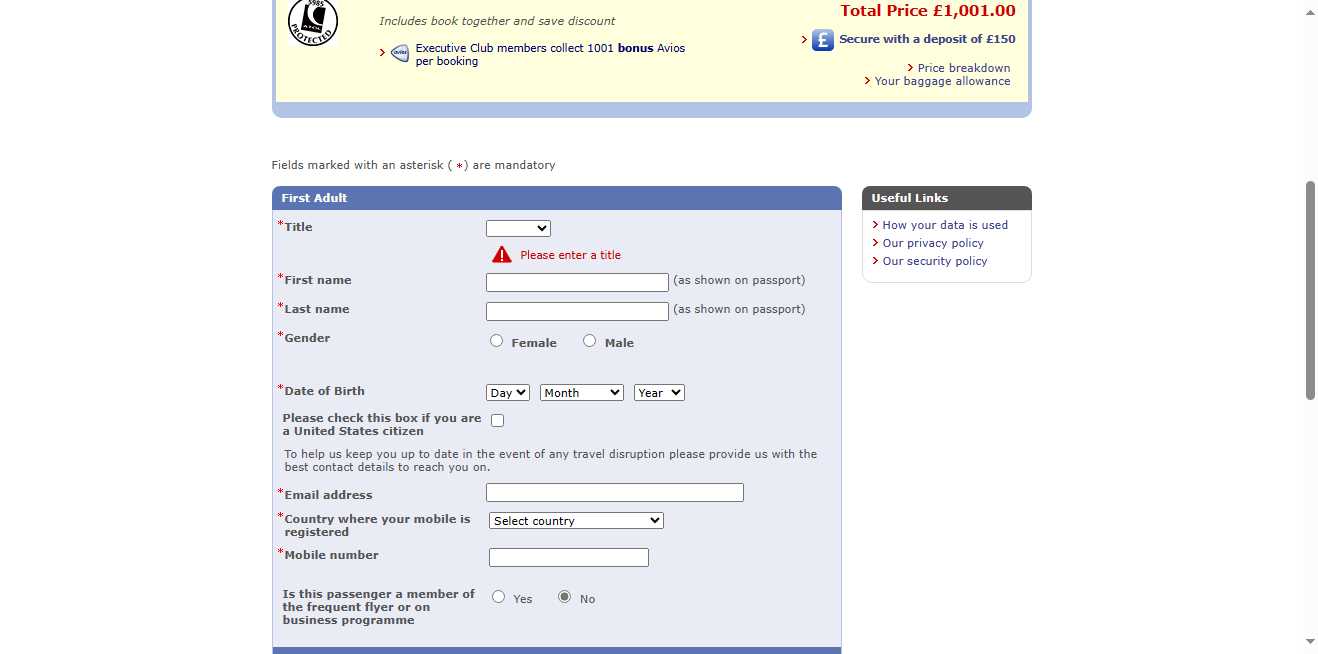 5985
ATOL
PROTECTED
Includes book together and save discount
avios
Executive Club members collect 1001 bonus Avios
per booking
Total Price £1,001.00
£ Secure with a deposit of £150
Price breakdown
Your baggage allowance
Fields marked with an asterisk ( *) are mandatory
First Adult
*Title
Please enter a title
*First name (as shown on passport)
*Last name (as shown on passport)
*Gender Female Male
*Date of Birth Day Month Year
Please check this box if you are
a United States citizen
To help us keep you up to date in the event of any travel disruption please provide us with the
best contact details to reach you on.
*Email address
*Country where your mobile is
registered
Select country
*Mobile number
Is this passenger a member of
the frequent flyer or on
business programme
Yes No
Useful Links
How your data is used
Our privacy policy
Our security policy